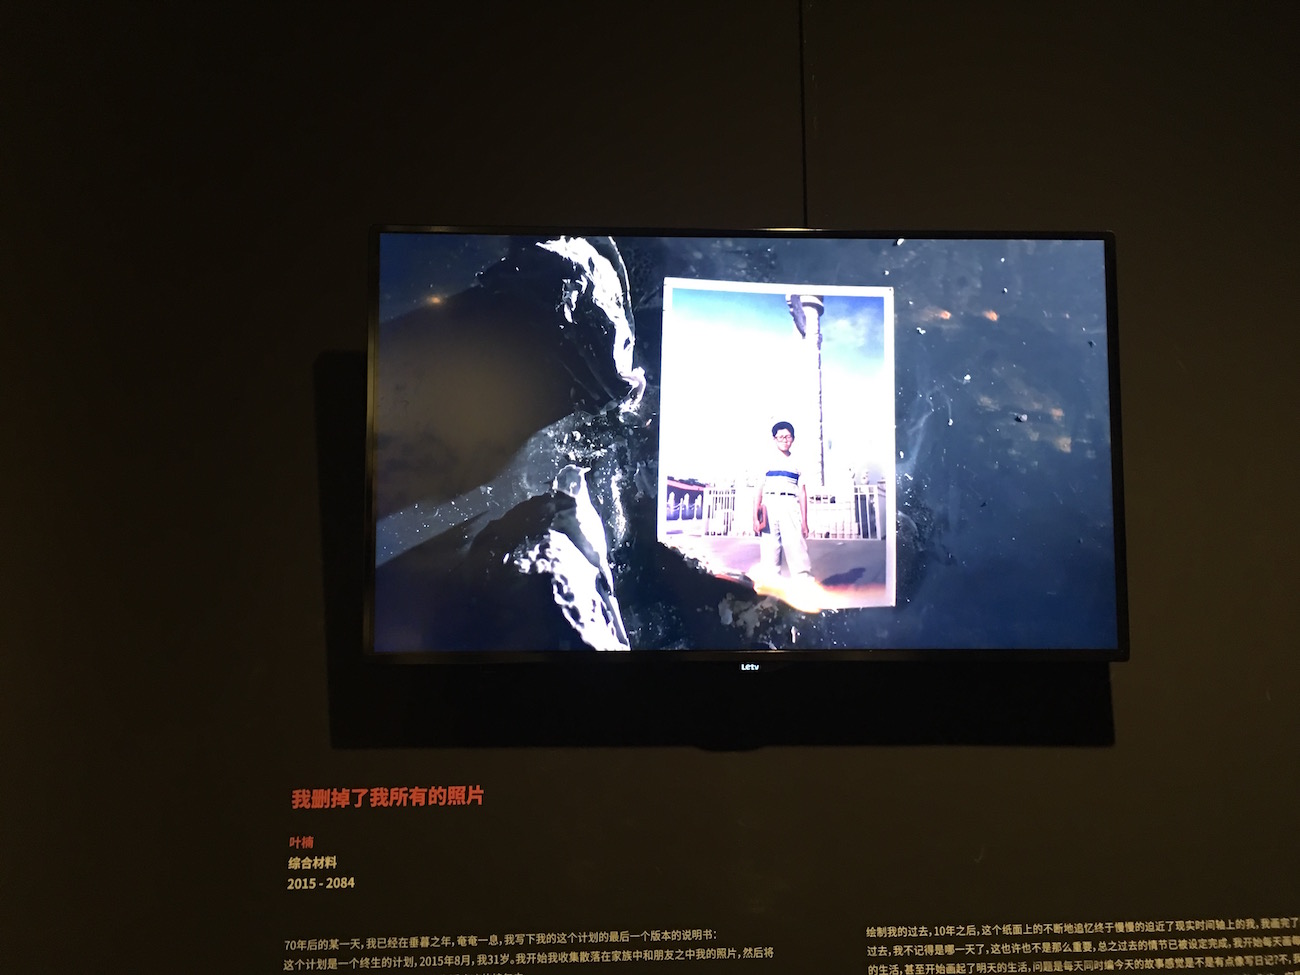 Letv
我删掉了我所有的照片
叶楠
综合材料
2015 - 2084
70年后的某一天，我已经在垂暮之年，奄奄一息，我写下我的这个计划的最后一个版本的说明书：
这个计划是一个终生的计划，2015年8月，我31岁。我开始我收集散落在家族中和朋友之中我的照片，然后将
绘制我的过去，10年之后，这个纸面上的不断地追忆终于慢慢的追近了现实时间轴上的我，我画完了
过去，我不记得是哪一天了，这也许也不是那么重要，总之过去的情节已被设定完成。我开始每天画每
的生活，甚至开始画起了明天的生活，问题是每天同时编今天的故事感觉是不是有点像写日记?不，我